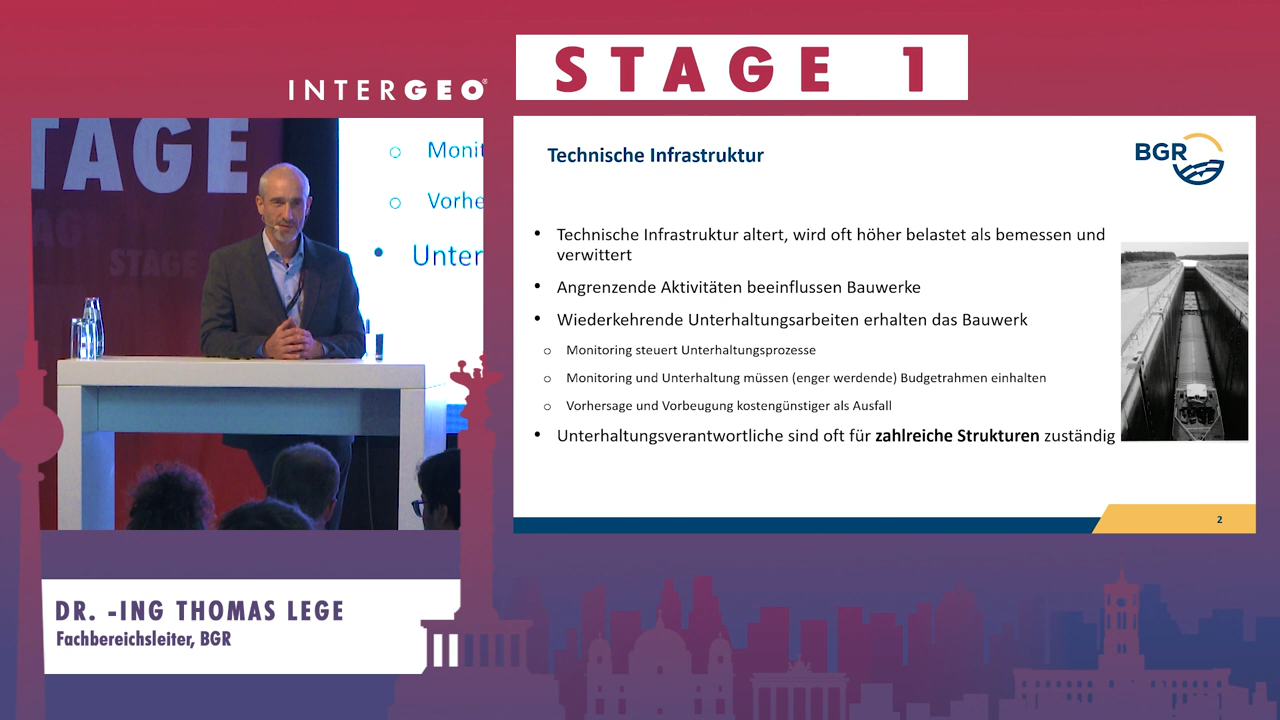 STAGE 1
INTERGEO®
TAGE
TAG
STAGE
Monit
Vorhe
Unter
Technische Infrastruktur
BGR
Technische Infrastruktur altert, wird oft höher belastet als bemessen und
verwittert
Angrenzende Aktivitäten beeinflussen Bauwerke
Wiederkehrende Unterhaltungsarbeiten erhalten das Bauwerk
Monitoring steuert Unterhaltungsprozesse
Monitoring und Unterhaltung müssen (enger werdende) Budgetrahmen einhalten
Vorhersage und Vorbeugung kostengünstiger als Ausfall
Unterhaltungsverantwortliche sind oft für zahlreiche Strukturen zuständig
2
DR. -ING THOMAS LEGE
Fachbereichsleiter, BGR